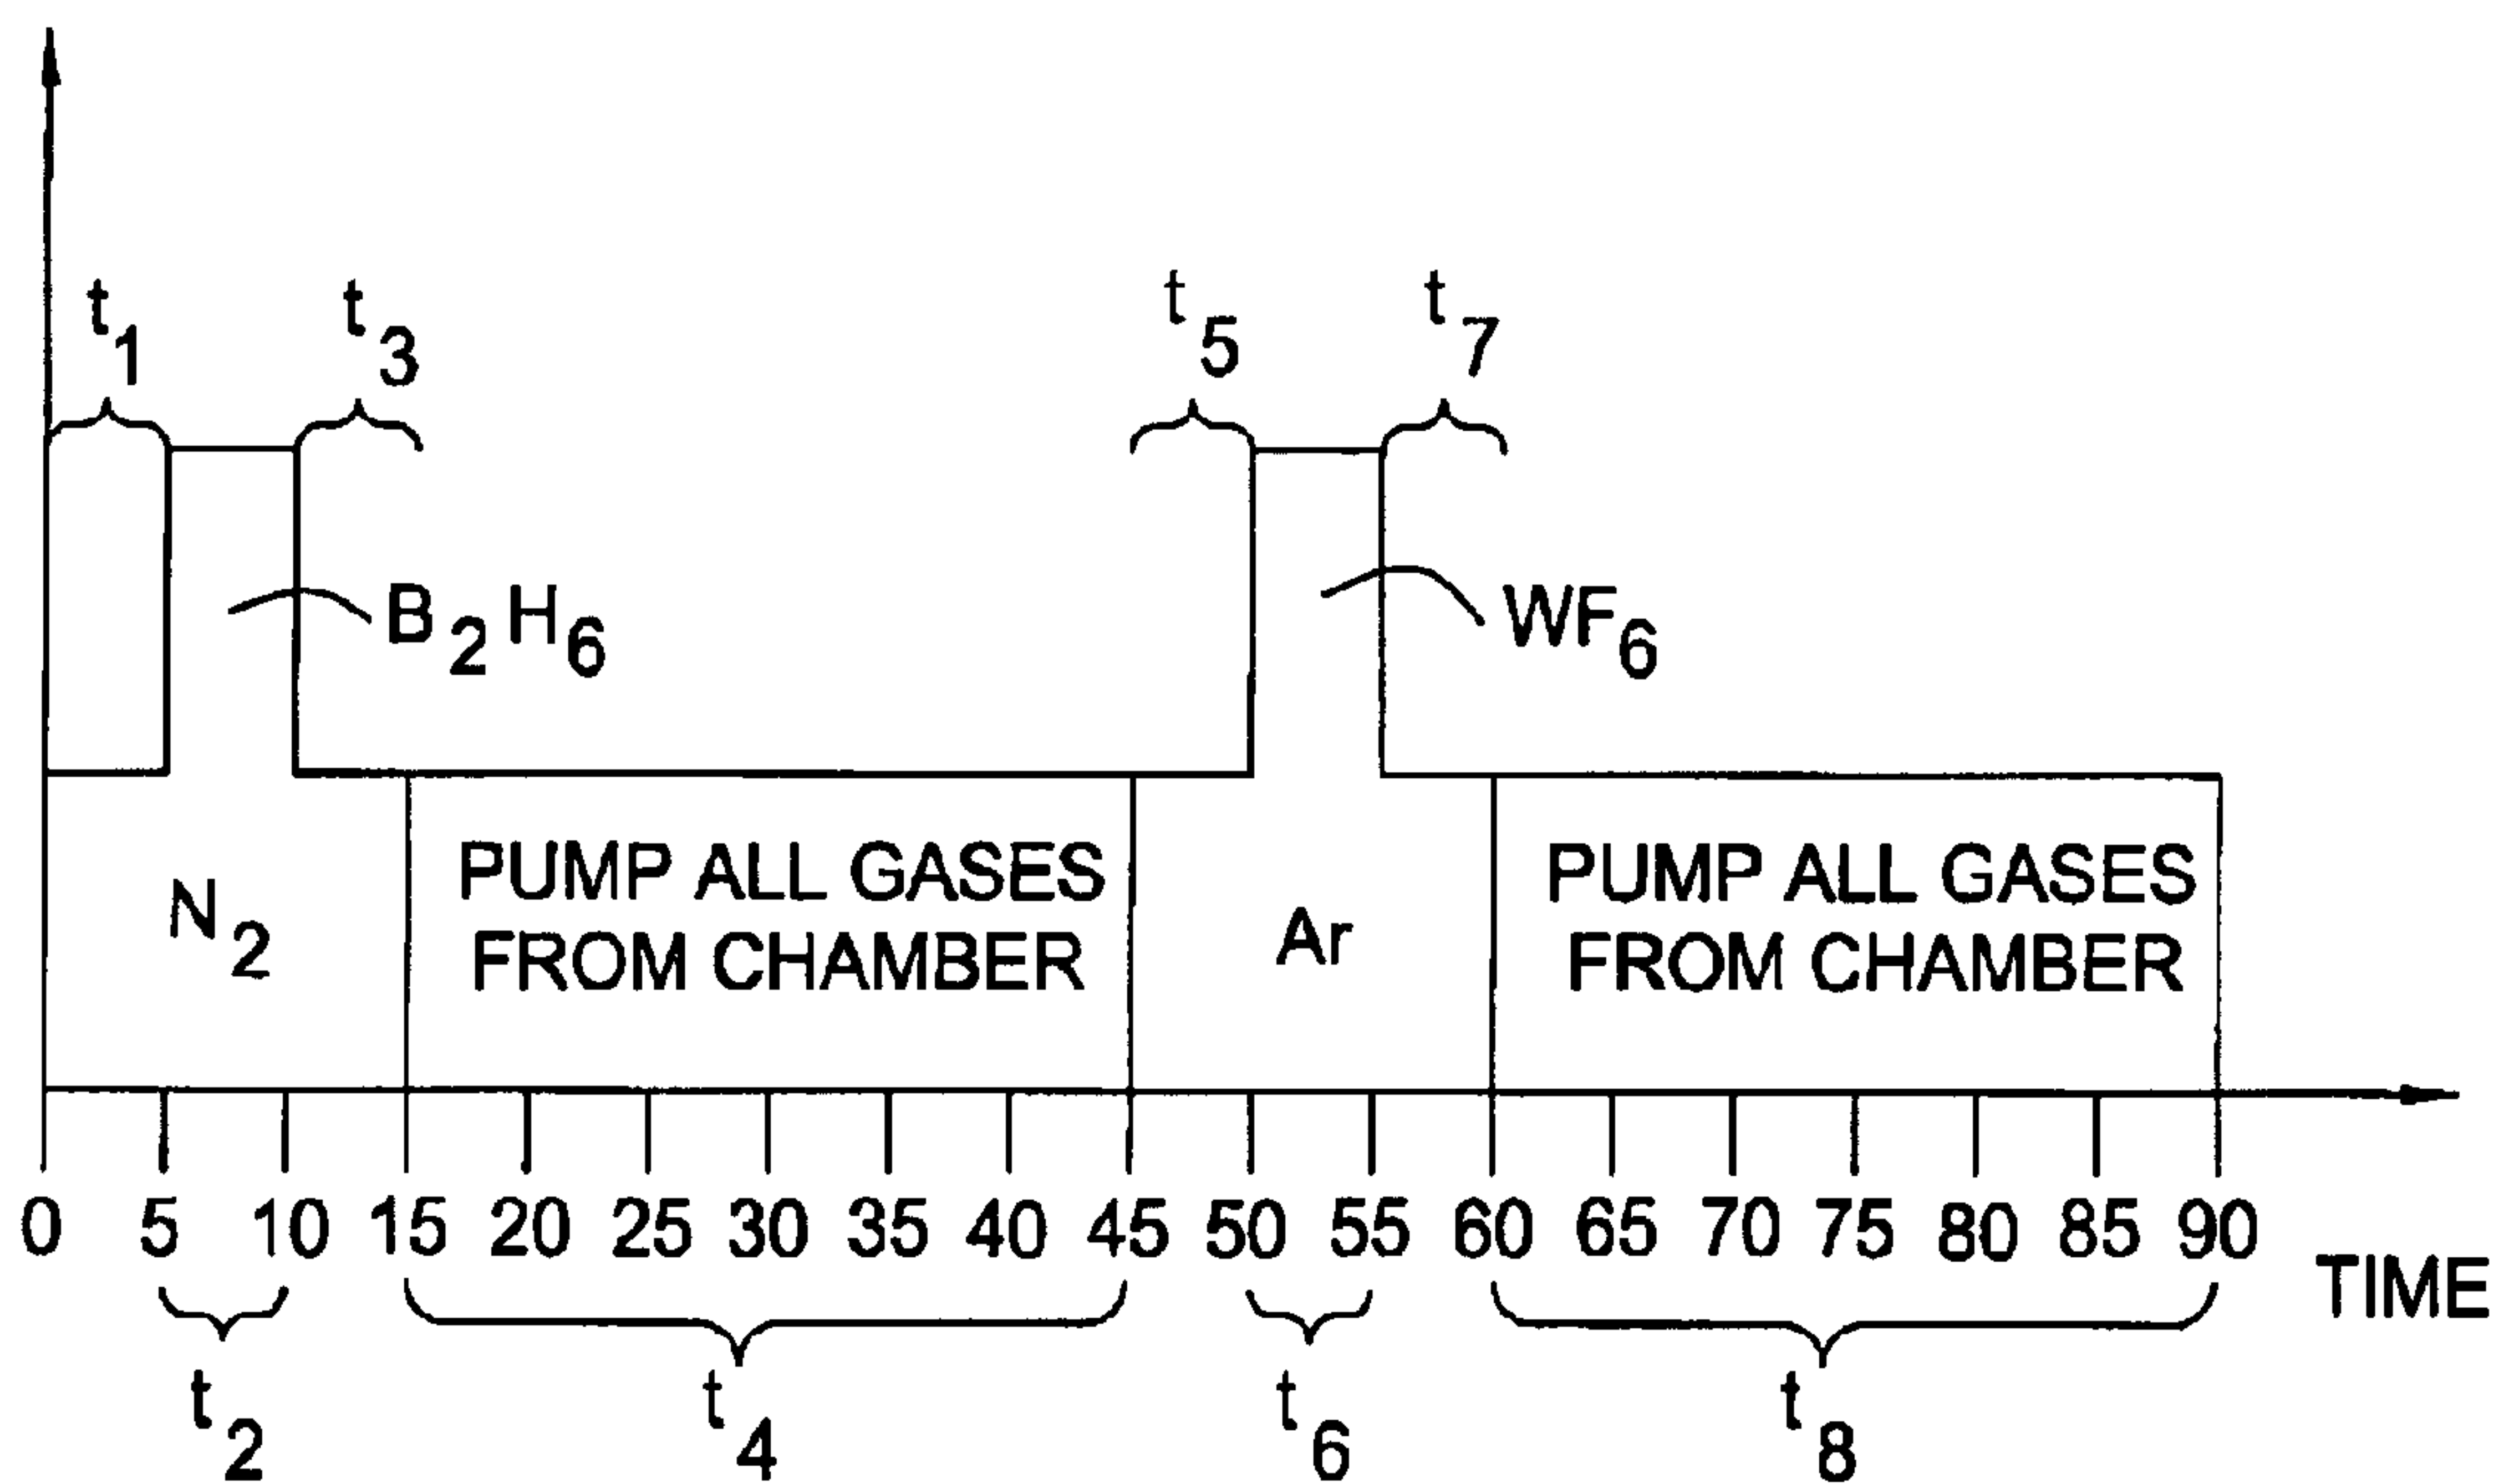 t1 t3 t5 t7
B2H6 WF6
N2 PUMP ALL GASES FROM CHAMBER Ar PUMP ALL GASES FROM CHAMBER
0 5 10 15 20 25 30 35 40 45 50 55 60 65 70 75 80 85 90
TIME
t2 t4 t6 t8